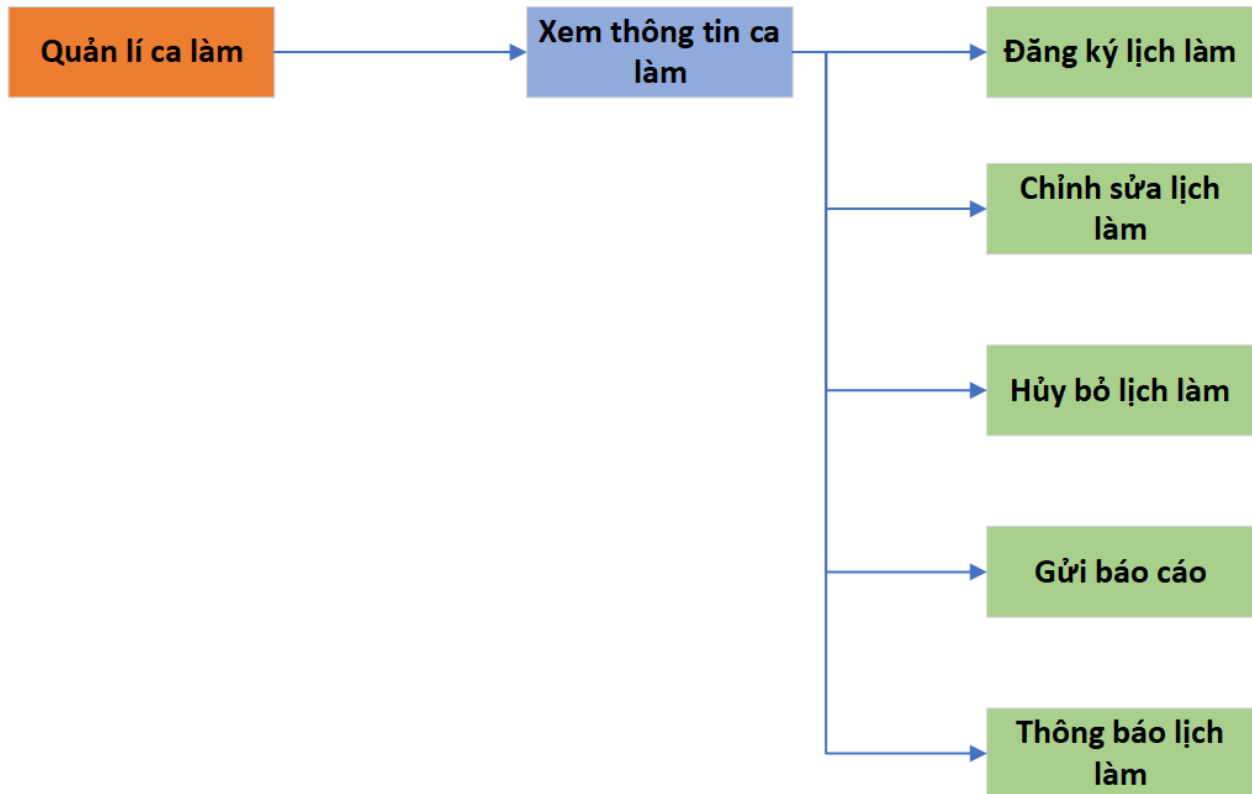 Quản lí ca làm
Xem thông tin ca
làm
Đăng ký lịch làm
Chỉnh sửa lịch
làm
Hủy bỏ lịch làm
Gửi báo cáo
Thông báo lịch
làm